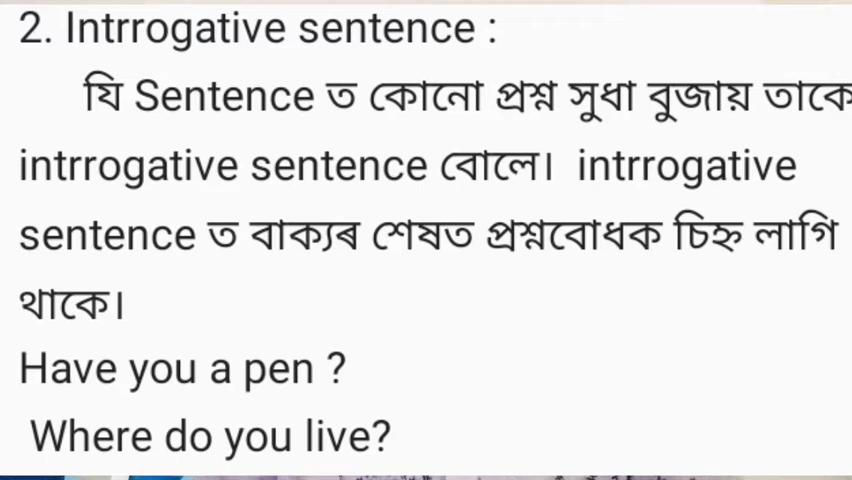 2. Intrrogative sentence :
যি Sentence ত কোনো প্ৰশ্ন সুধা বুজায় তাকে
intrrogative sentence বোলে। intrrogative
sentence ত বাক্যৰ শেষত প্ৰশ্নবোধক চিহ্ন লাগি
থাকে।
Have you a pen ?
Where do you live?